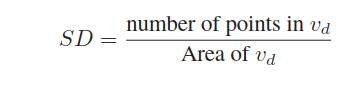 SD = number of points in v_d / Area of v_d